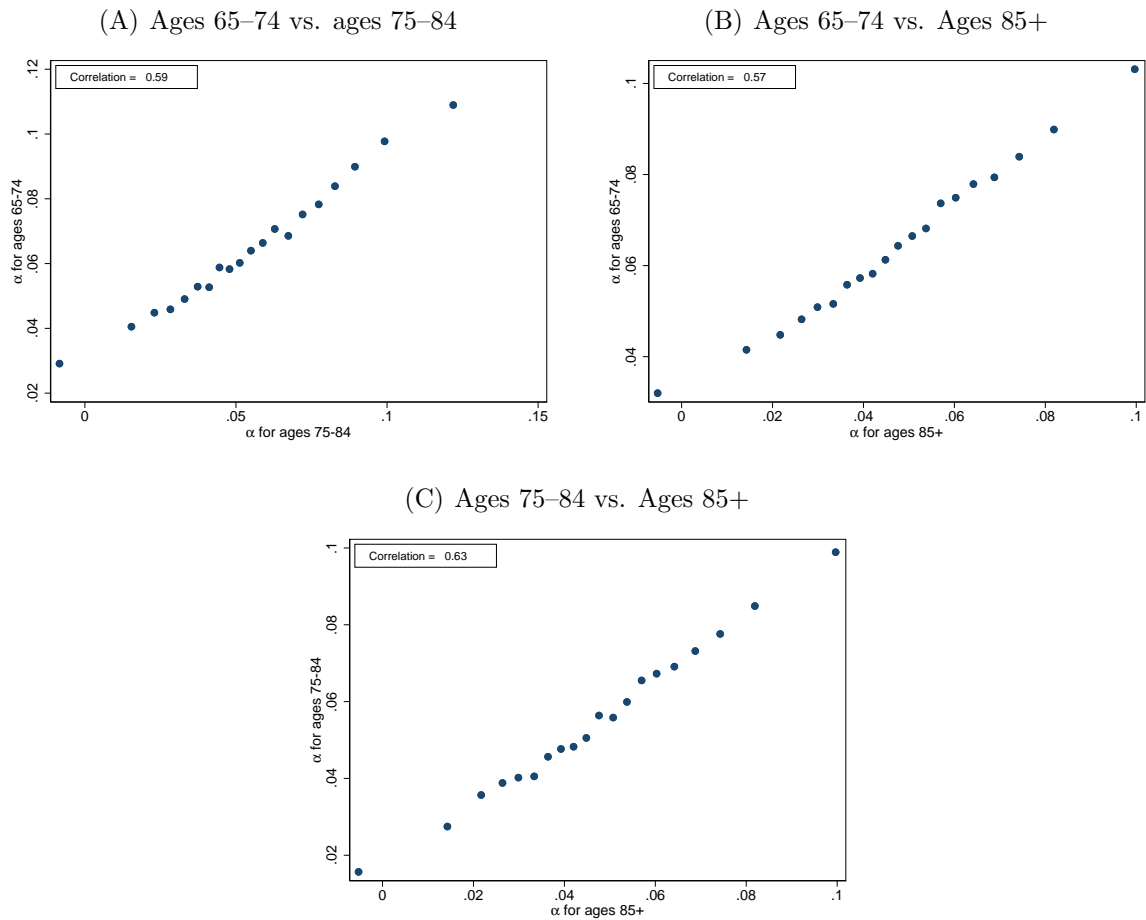 (A) Ages 65–74 vs. ages 75–84
Correlation = 0.59
.12
.1
.08
.06
.04
.02
α for ages 65-74
0 .05 .1 .15
α for ages 75-84
(B) Ages 65–74 vs. Ages 85+
Correlation = 0.57
.1
.08
.06
.04
α for ages 65-74
0 .02 .04 .06 .08 .1
α for ages 85+
(C) Ages 75–84 vs. Ages 85+
Correlation = 0.63
.1
.08
.06
.04
.02
α for ages 75-84
0 .02 .04 .06 .08 .1
α for ages 85+